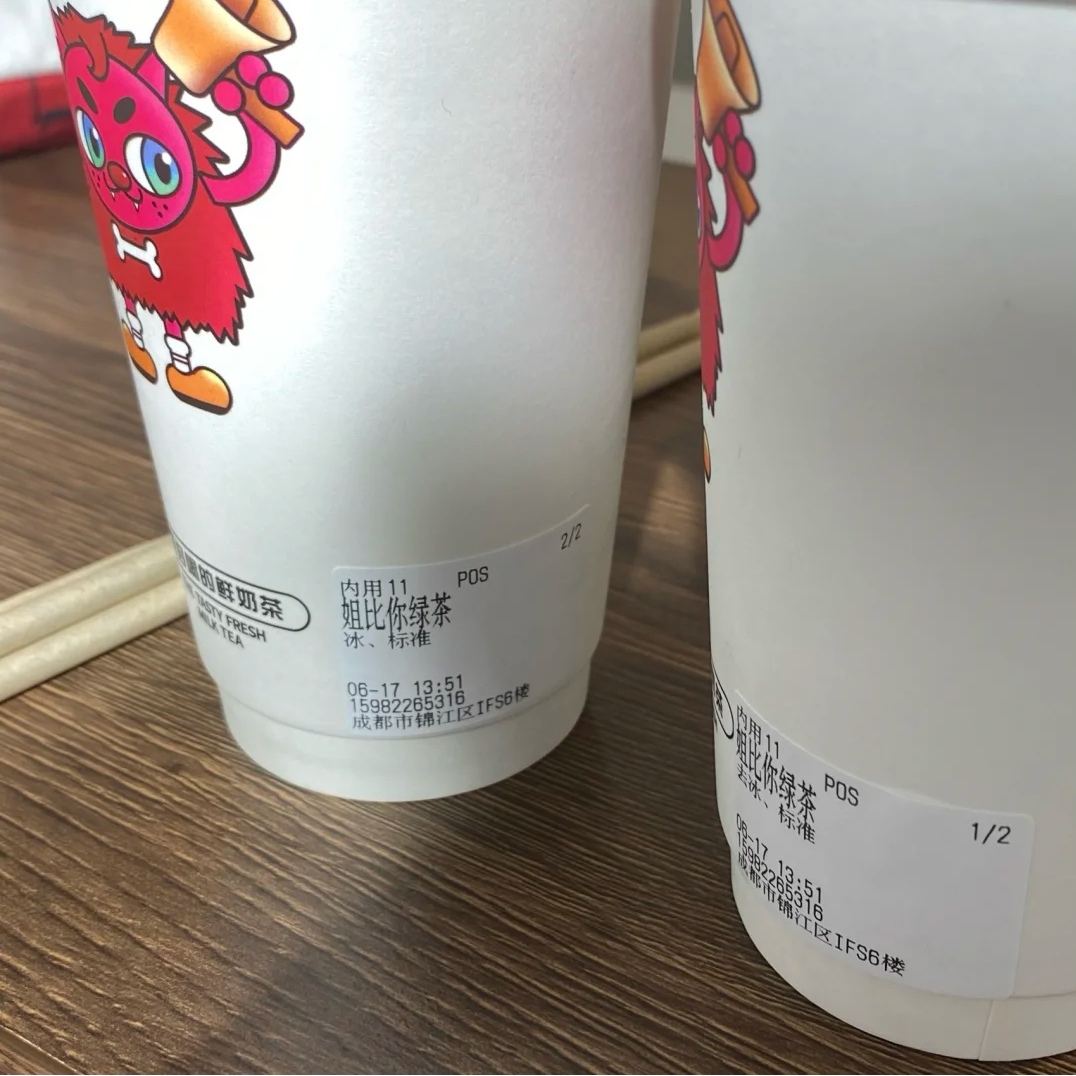 的鲜奶茶
TASTY FRESH
MILK TEA
2/2
内用11 POS
姐比你绿茶
冰、标准
06-17 13:51
15982265316
成都市锦江区IFS6楼
1/2
内用11 POS
姐比你绿茶
去冰、标准
06-17 13:51
15982265316
成都市锦江区IFS6楼